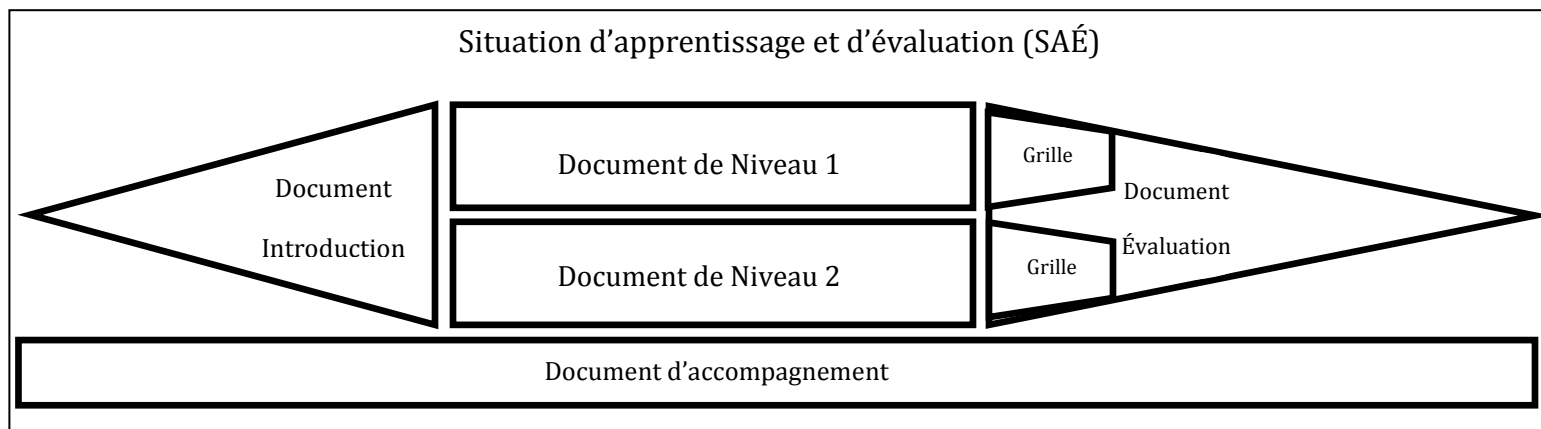 Situation d’apprentissage et d’évaluation (SAÉ)
Document
Introduction
Document de Niveau 1
Document de Niveau 2
Grille
Grille
Document
Évaluation
Document d’accompagnement